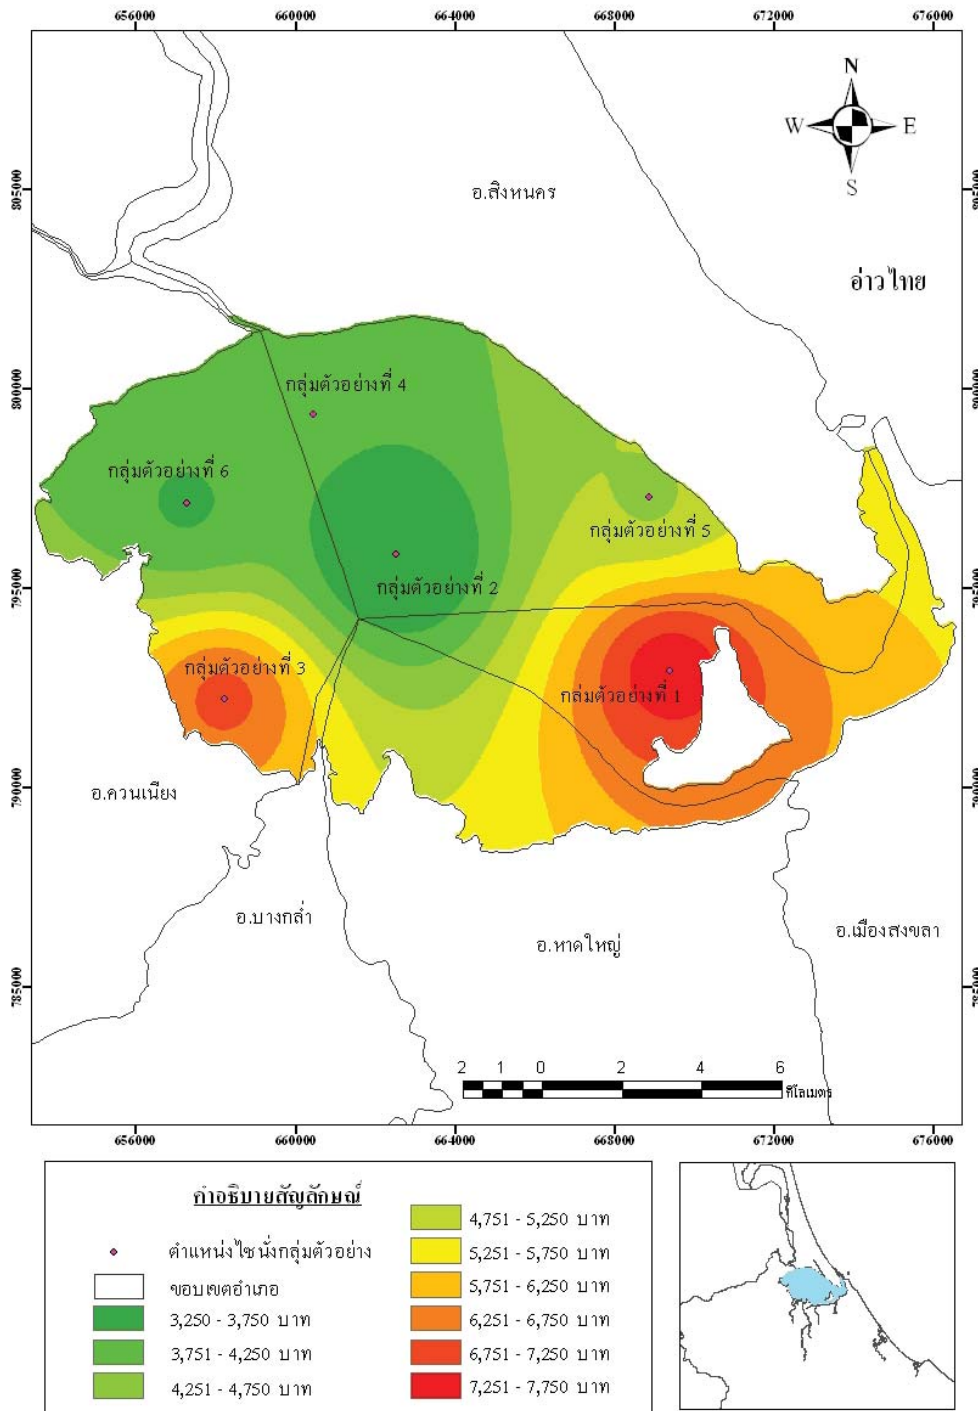 656000 660000 664000 668000 672000 676000
N
W E
S
805000 805000
อ.สิงหนคร
อ่าวไทย
800000 800000
กลุ่มตัวอย่างที่ 4
กลุ่มตัวอย่างที่ 6
กลุ่มตัวอย่างที่ 5
795000 795000
กลุ่มตัวอย่างที่ 2
กลุ่มตัวอย่างที่ 3
กลุ่มตัวอย่างที่ 1
790000 790000
อ.ควนเนียง
อ.บางกล่ำ
อ.หาดใหญ่
อ.เมืองสงขลา
785000 785000
2 1 0 2 4 6
กิโลเมตร
656000 660000 664000 668000 672000 676000
คำอธิบายสัญลักษณ์
ตำแหน่งไซนั่งกลุ่มตัวอย่าง
ขอบเขตอำเภอ
3,250 - 3,750 บาท
3,751 - 4,250 บาท
4,251 - 4,750 บาท
4,751 - 5,250 บาท
5,251 - 5,750 บาท
5,751 - 6,250 บาท
6,251 - 6,750 บาท
6,751 - 7,250 บาท
7,251 - 7,750 บาท